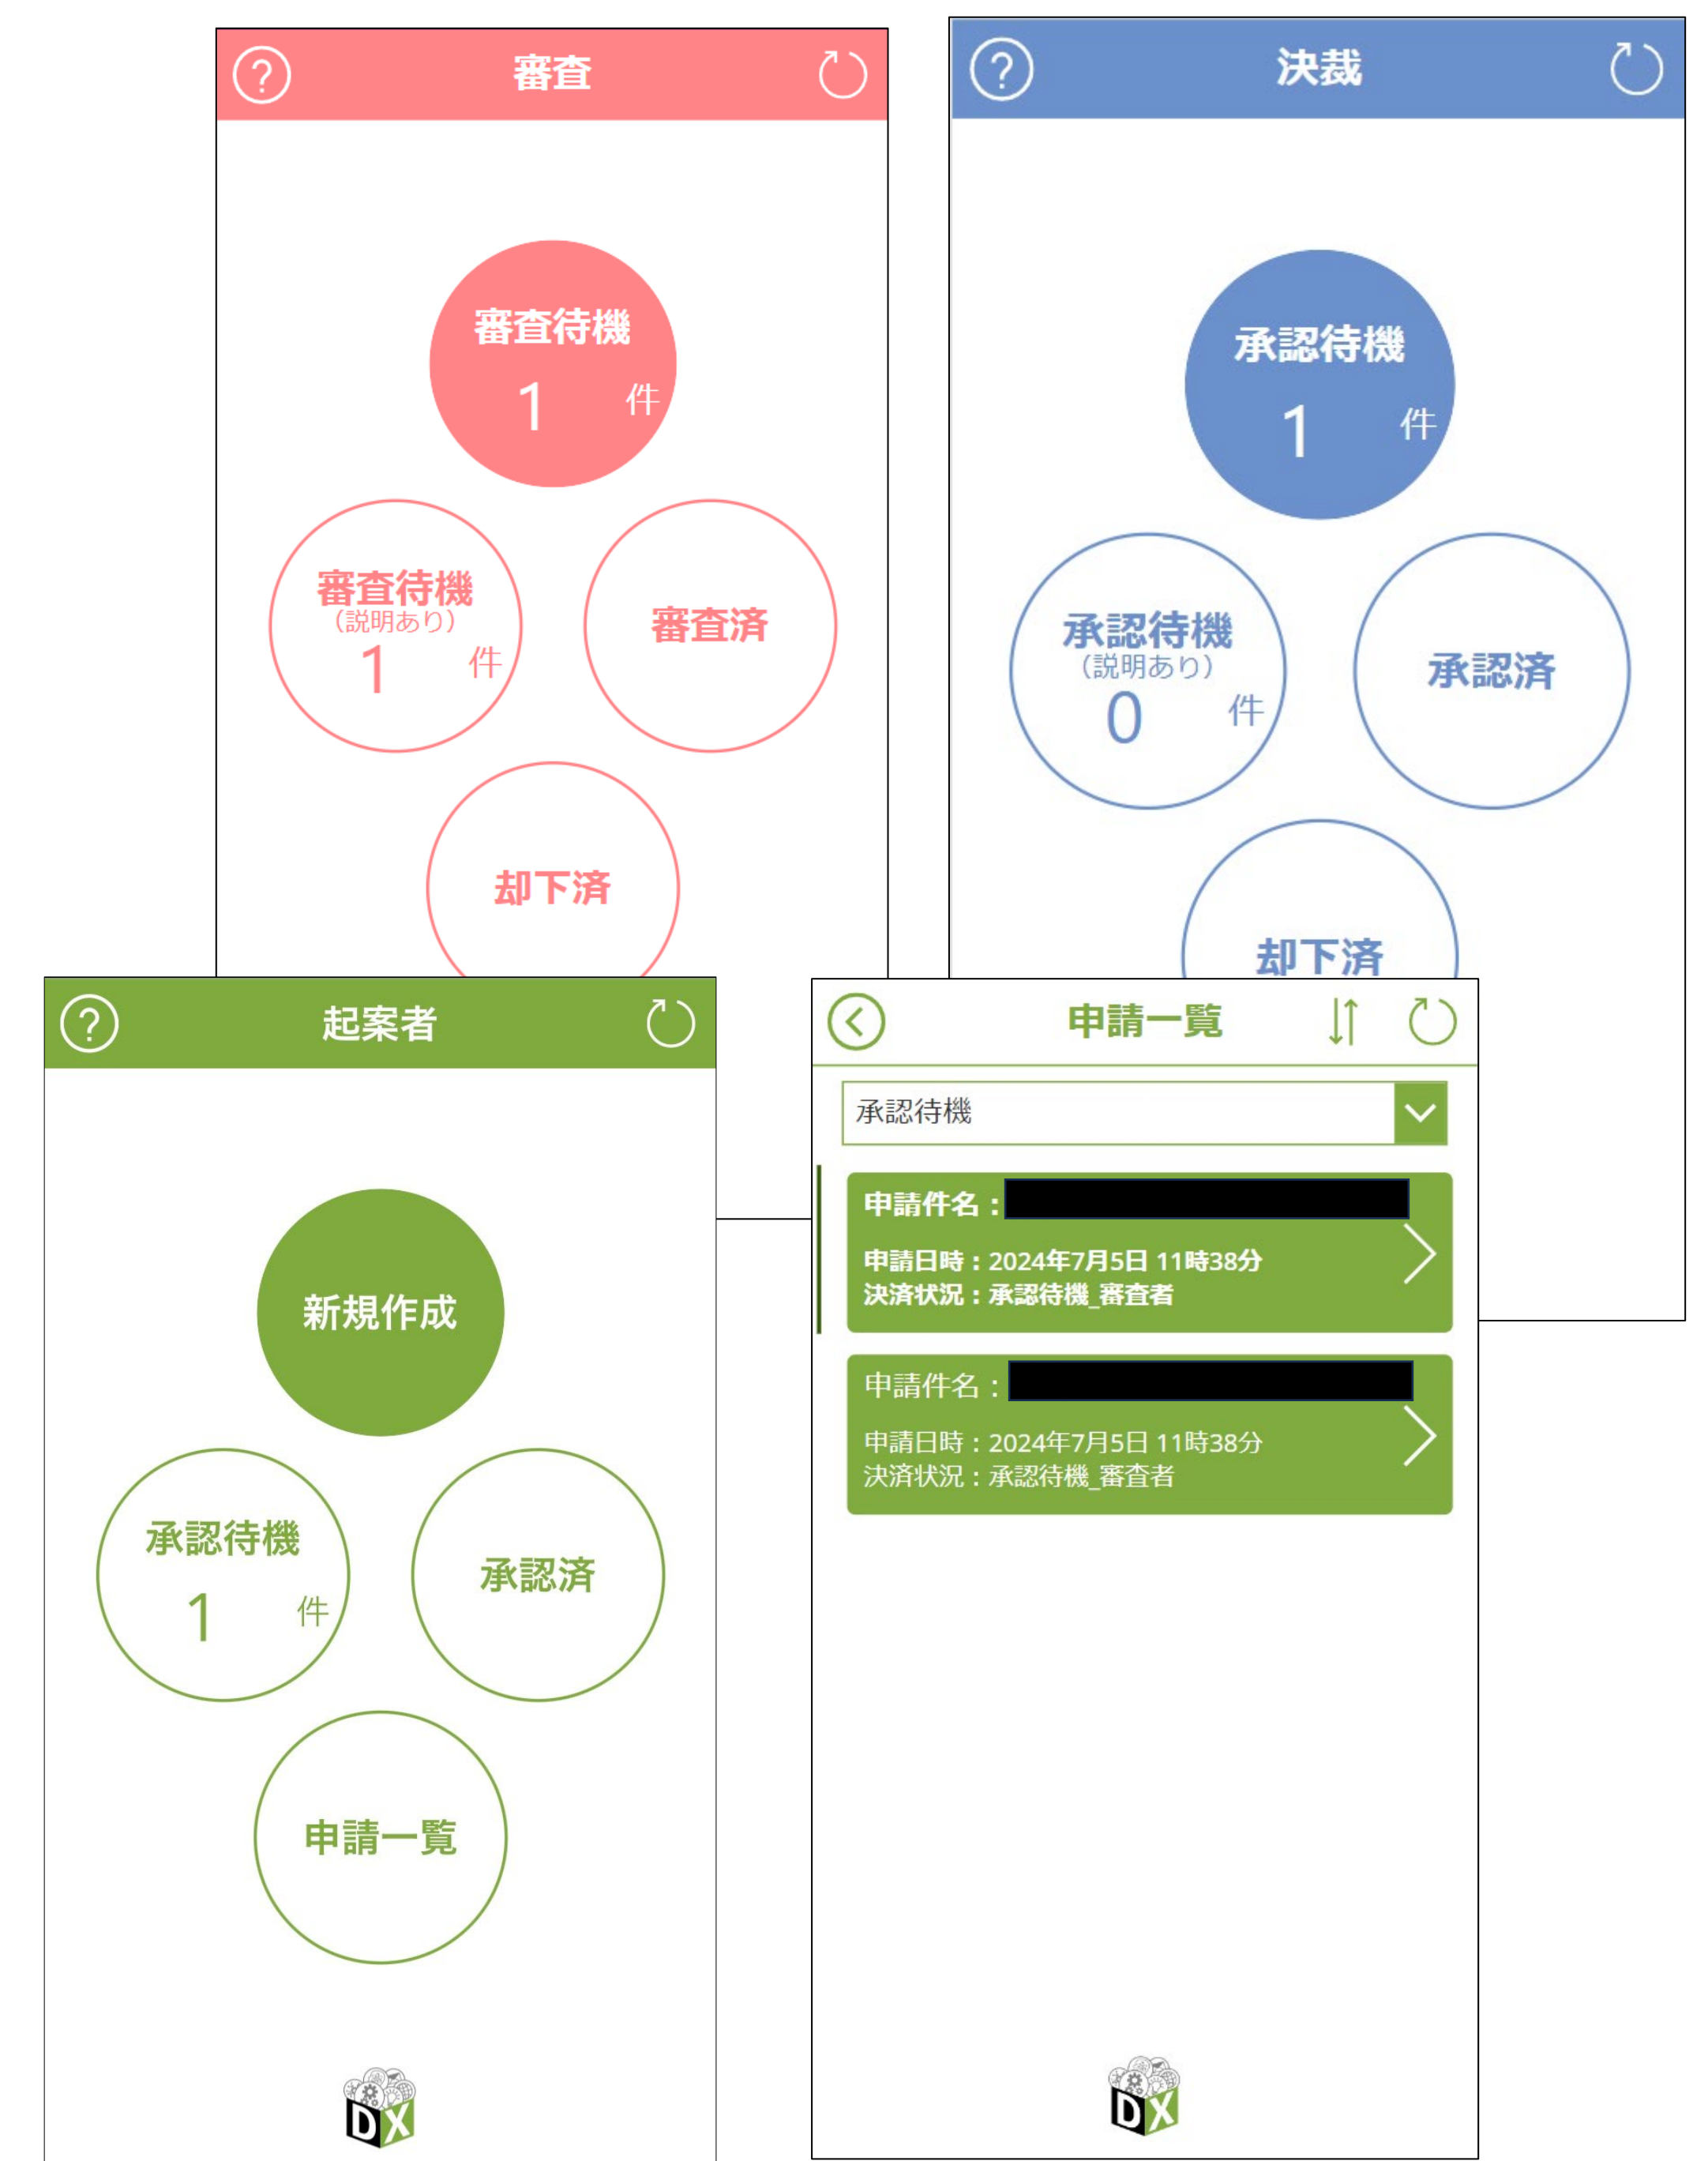 審査
審査待機
1 件
審査待機
（説明あり）
1 件
審査済
却下済
決裁
承認待機
1 件
承認待機
（説明あり）
0 件
承認済
却下済
起案者
新規作成
承認待機
1 件
承認済
申請一覧
DX
申請一覧
承認待機
申請件名：
申請日時：2024年7月5日 11時38分
決済状況：承認待機_審査者
申請件名：
申請日時：2024年7月5日 11時38分
決済状況：承認待機_審査者
DX